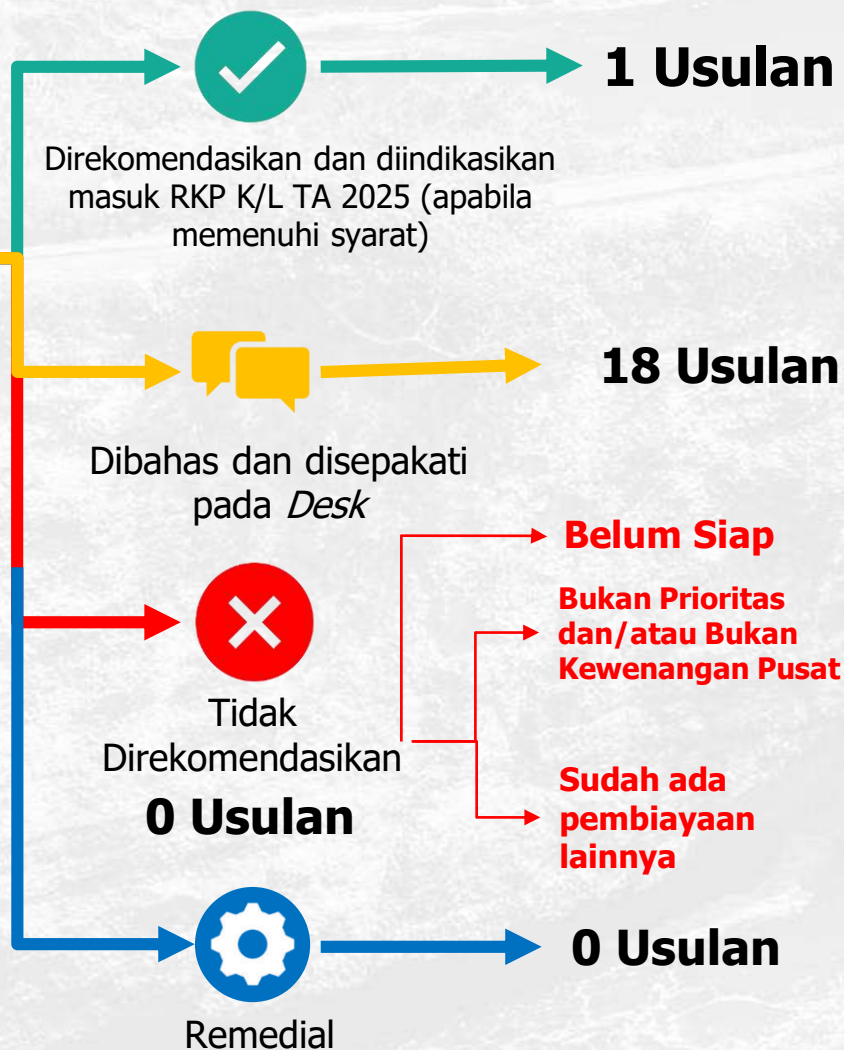 1 Usulan
Direkomendasikan dan diindikasikan
masuk RKP K/L TA 2025 (apabila
memenuhi syarat)
18 Usulan
Dibahas dan disepakati
pada Desk
Tidak
Direkomendasikan
0 Usulan
Belum Siap
Bukan Prioritas
dan/atau Bukan
Kewenangan Pusat
Sudah ada
pembiayaan
lainnya
0 Usulan
Remedial